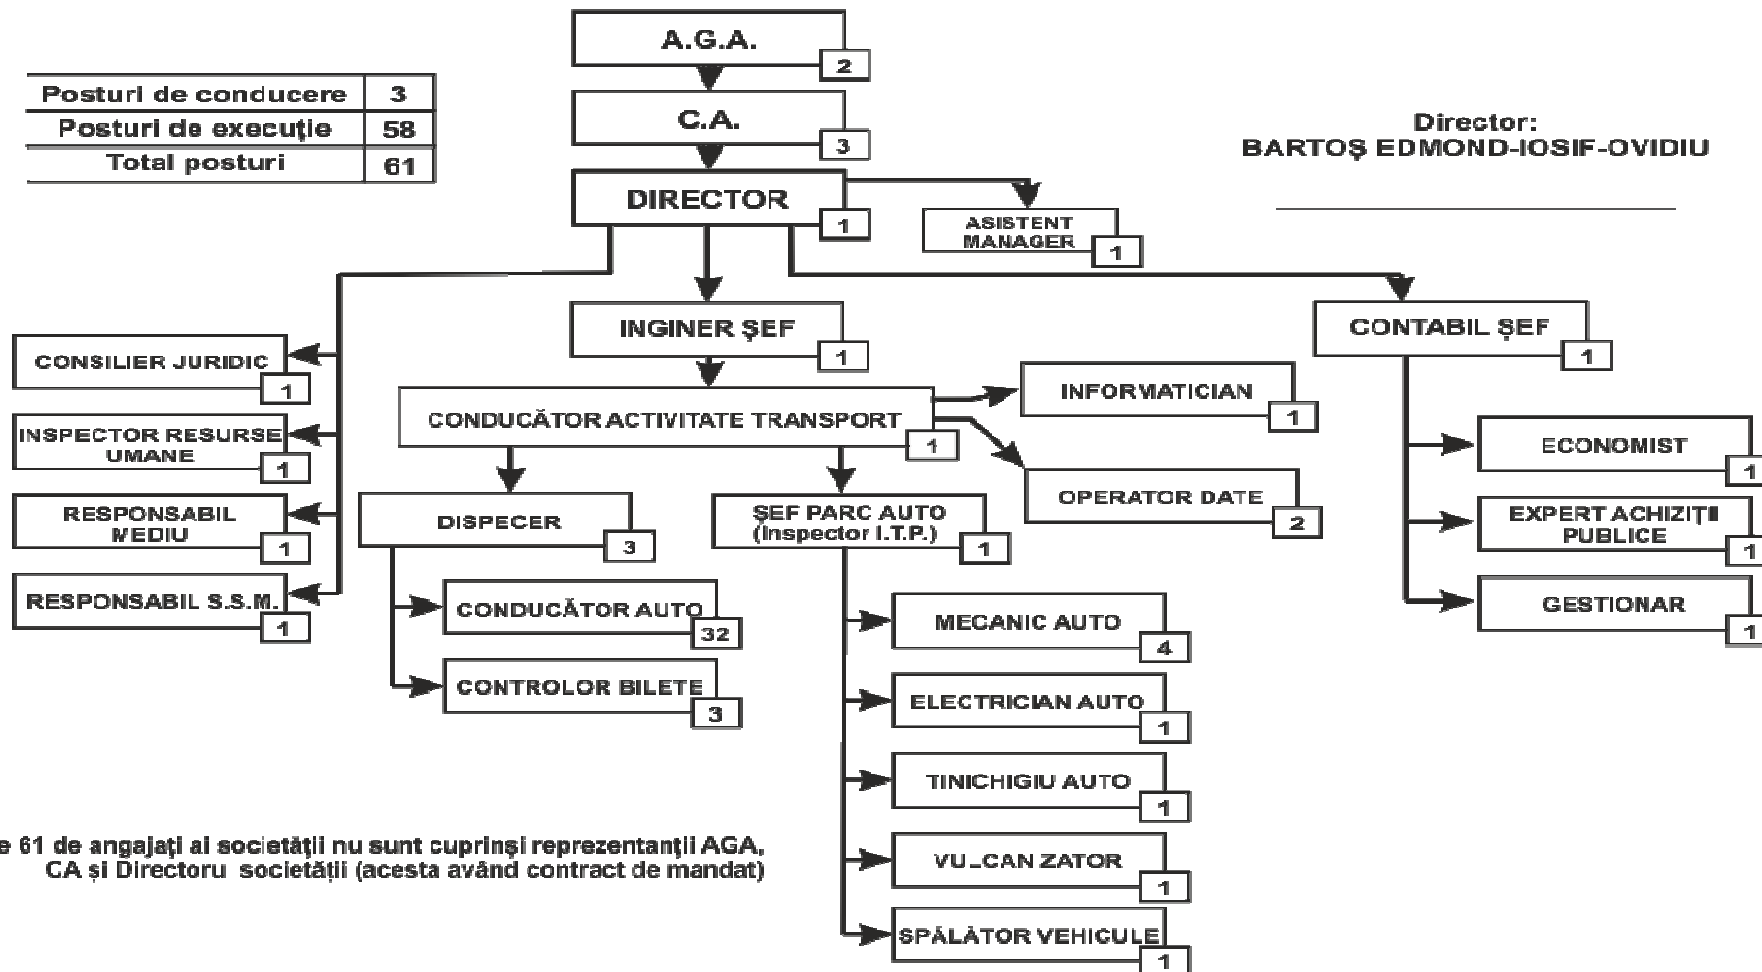 A.G.A.
2
Posturi de conducere 3
Posturi de execuție 58
Total posturi 61
C.A.
3
Director:
BARTOȘ EDMOND-IOSIF-OVIDIU
DIRECTOR
1
ASISTENT
MANAGER
1
INGINER ȘEF
1
CONTABIL ȘEF
1
CONSILIER JURIDIC
1
INSPECTOR RESURSE
UMANE
1
RESPONSABIL
MEDIU
1
RESPONSABIL S.S.M.
1
CONDUCĂTOR ACTIVITATE TRANSPORT
1
INFORMATICIAN
1
OPERATOR DATE
2
DISPECER
3
CONDUCĂTOR AUTO
32
CONTROLOR BILETE
3
ȘEF PARC AUTO
(Inspector I.T.P.)
1
MECANIC AUTO
4
ELECTRICIAN AUTO
1
TINICHIGIU AUTO
1
VULCAN ZATOR
1
SPĂLĂTOR VEHICULE
1
ECONOMIST
1
EXPERT ACHIZIȚII
PUBLICE
1
GESTIONAR
1
e 61 de angajați ai societății nu sunt cuprinși reprezentanții AGA,
CA și Directoru societății (acesta având contract de mandat)